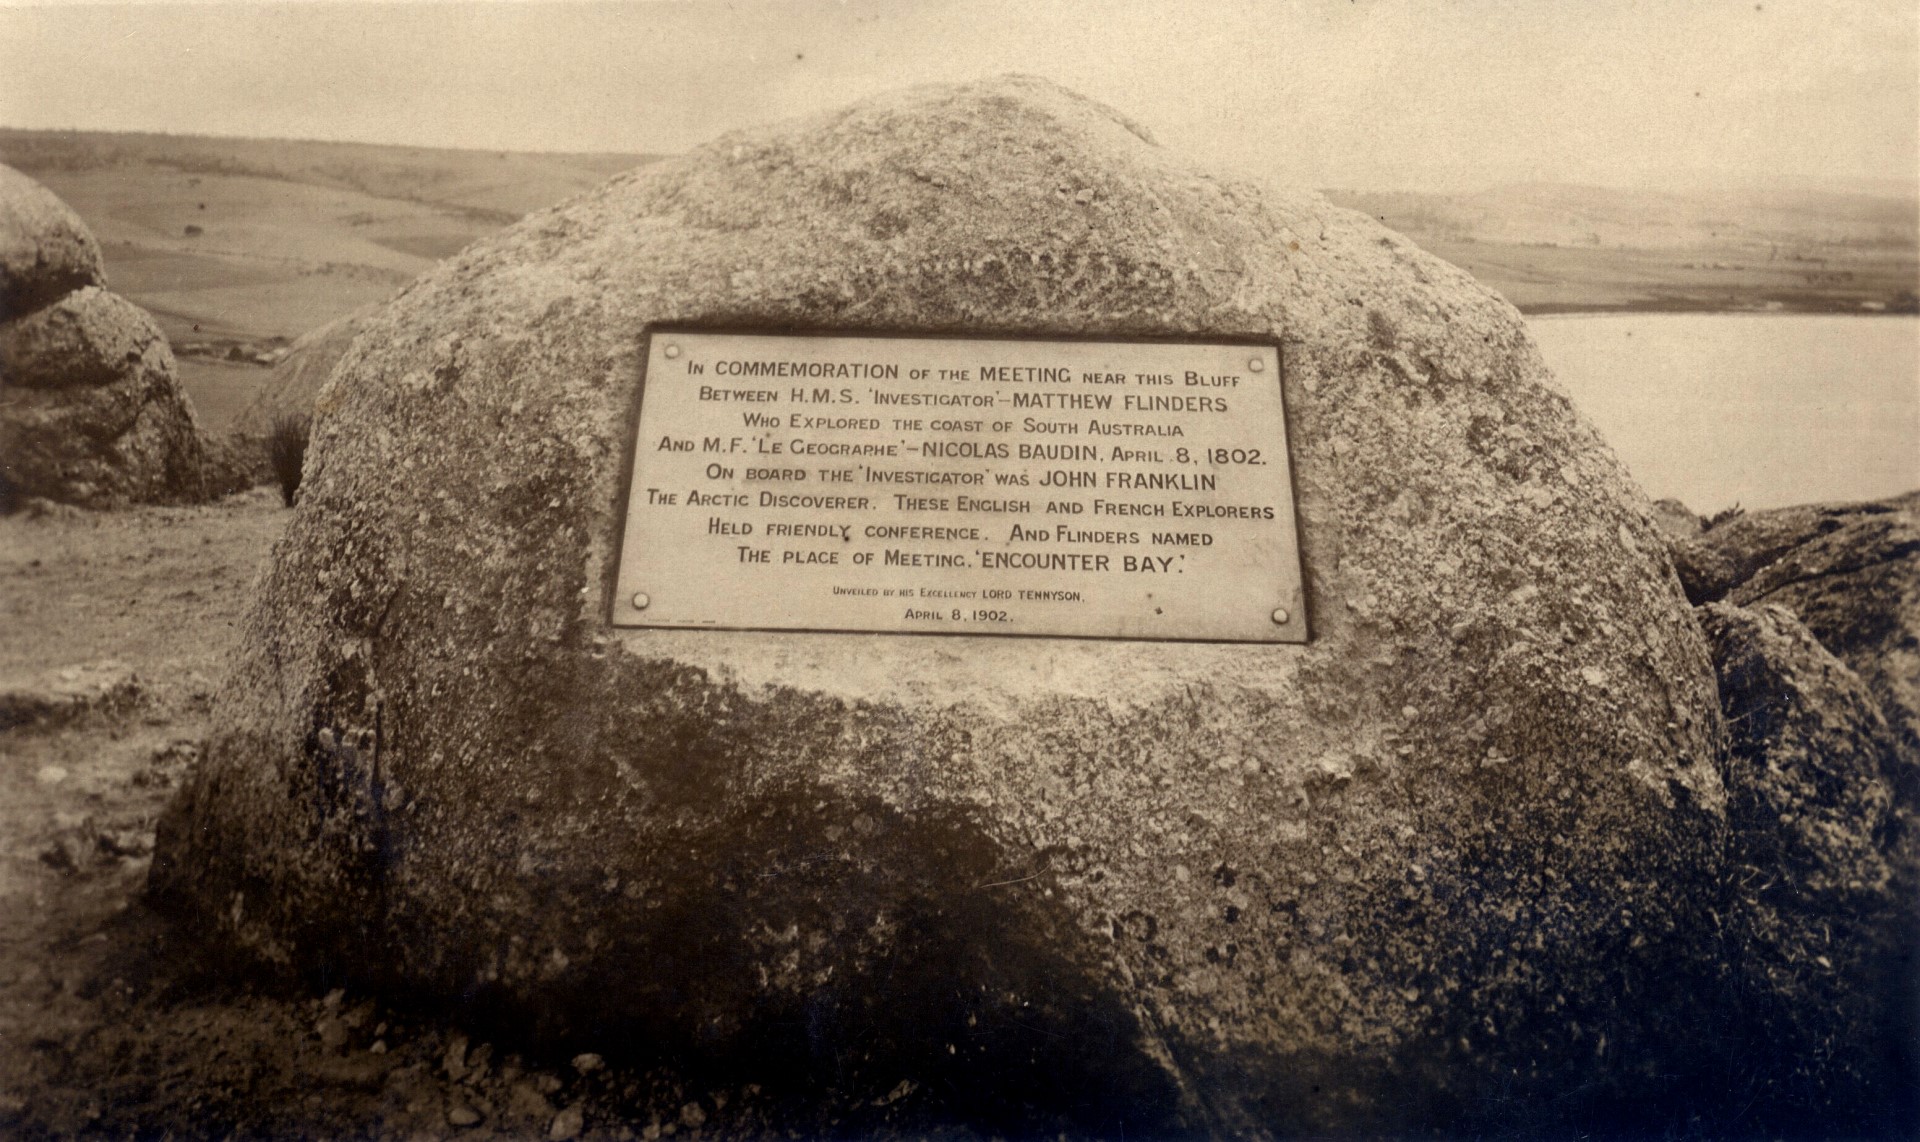 In COMMEMORATION OF THE MEETING NEAR THIS BLUFF
BETWEEN H.M.S. 'INVESTIGATOR'–MATTHEW FLINDERS
WHO EXPLORED THE COAST OF SOUTH AUSTRALIA
AND M.F. 'LE GEOGRAPHE'–NICOLAS BAUDIN, APRIL 8, 1802.
ON BOARD THE 'INVESTIGATOR' WAS JOHN FRANKLIN
THE ARCTIC DISCOVERER. THESE ENGLISH AND FRENCH EXPLORERS
HELD FRIENDLY CONFERENCE. AND FLINDERS NAMED
THE PLACE OF MEETING. 'ENCOUNTER BAY.'
UNVEILED BY HIS EXCELLENCY LORD TENNYSON,
APRIL 8, 1902.